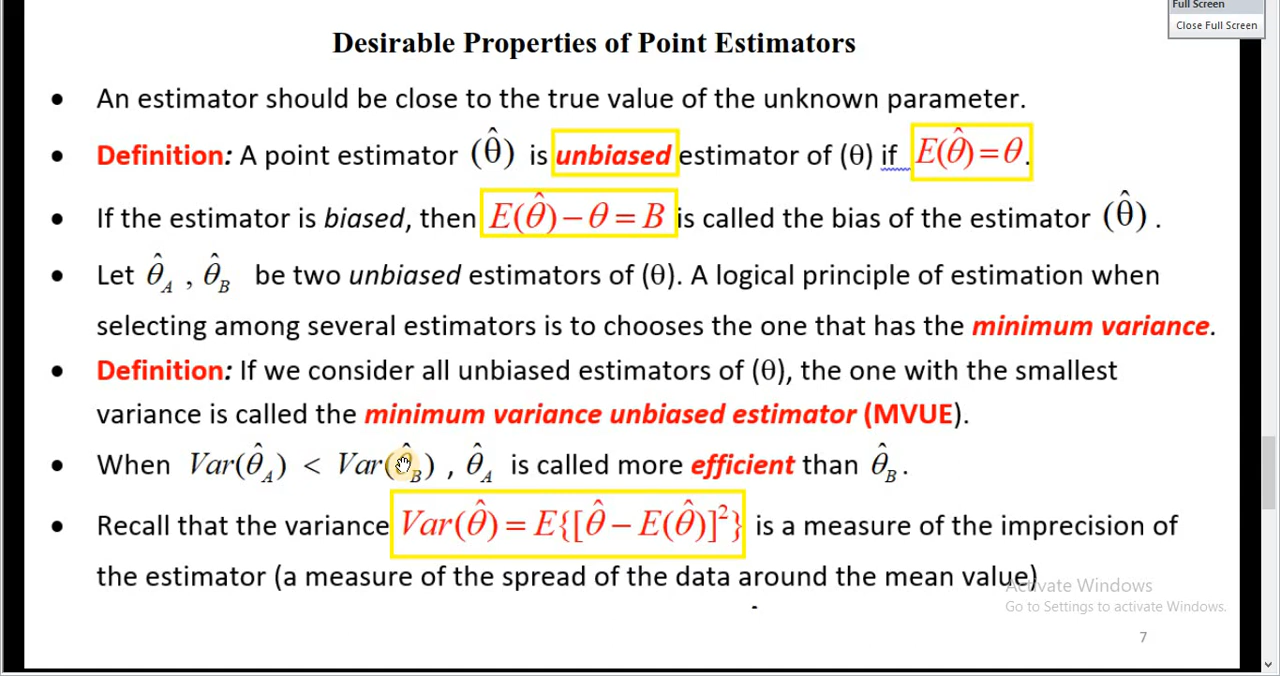 Full Screen
Close Full Screen
Desirable Properties of Point Estimators
• An estimator should be close to the true value of the unknown parameter.
• Definition: A point estimator (θ̂) is unbiased estimator of (θ) if E(θ̂) = θ.
• If the estimator is biased, then E(θ̂) − θ = B is called the bias of the estimator (θ̂) .
• Let θ̂_A , θ̂_B be two unbiased estimators of (θ). A logical principle of estimation when
selecting among several estimators is to chooses the one that has the minimum variance.
• Definition: If we consider all unbiased estimators of (θ), the one with the smallest
variance is called the minimum variance unbiased estimator (MVUE).
• When Var(θ̂_A) < Var(θ̂_B) , θ̂_A is called more efficient than θ̂_B .
• Recall that the variance Var(θ̂) = E{[θ̂ − E(θ̂)]²} is a measure of the imprecision of
the estimator (a measure of the spread of the data around the mean value)
Activate Windows
Go to Settings to activate Windows.
7